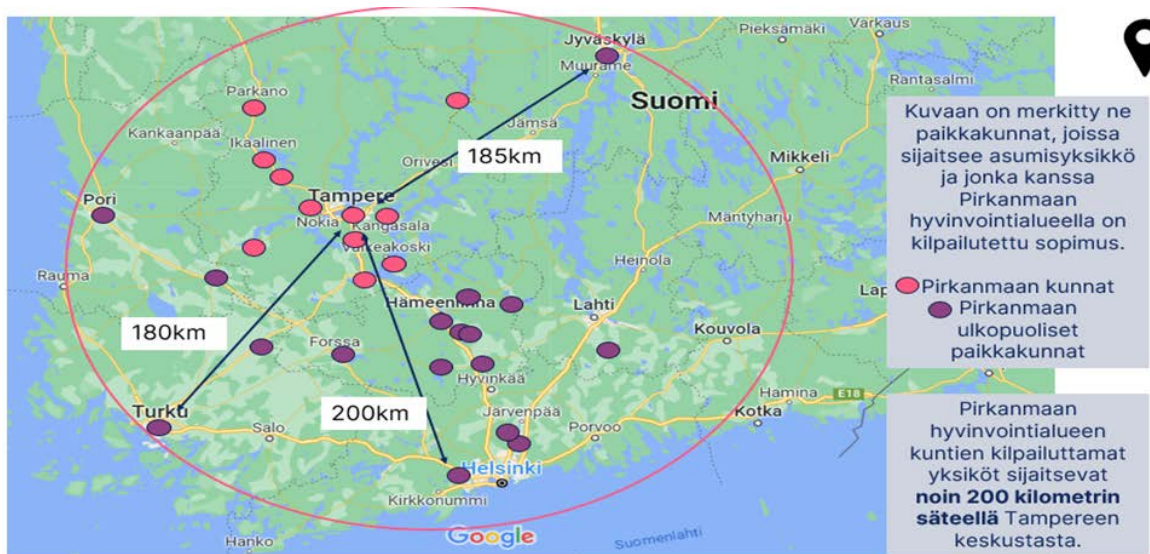 Jyväskylä
Pieksämäki
Varkaus
Muurame
Parkano
Rantasalmi
Suomi
Kankaanpää
Jämsä
Ikaalinen
185km
Orivesi
Mikkeli
Tampere
Pori
Nokia
Kangasala
Mäntyharju
Valkeakoski
Rauma
Heinola
Hämeenlinna
Lahti
Lap
180km
Forssa
Kouvola
Hyvinkää
Hamina
E18
200km
Turku
Järvenpää
Kotka
Salo
Porvoo
Helsinki
Kirkkonummi
Google
Suomenlahti
Hanko
Kuvaan on merkitty ne
paikkakunnat, joissa
sijaitsee asumisyksikkö
ja jonka kanssa
Pirkanmaan
hyvinvointialueella on
kilpailutettu sopimus.
Pirkanmaan kunnat
Pirkanmaan
ulkopuoliset
paikkakunnat
Pirkanmaan
hyvinvointialueen
kuntien kilpailuttamat
yksiköt sijaitsevat
noin 200 kilometrin
säteellä Tampereen
keskustasta.